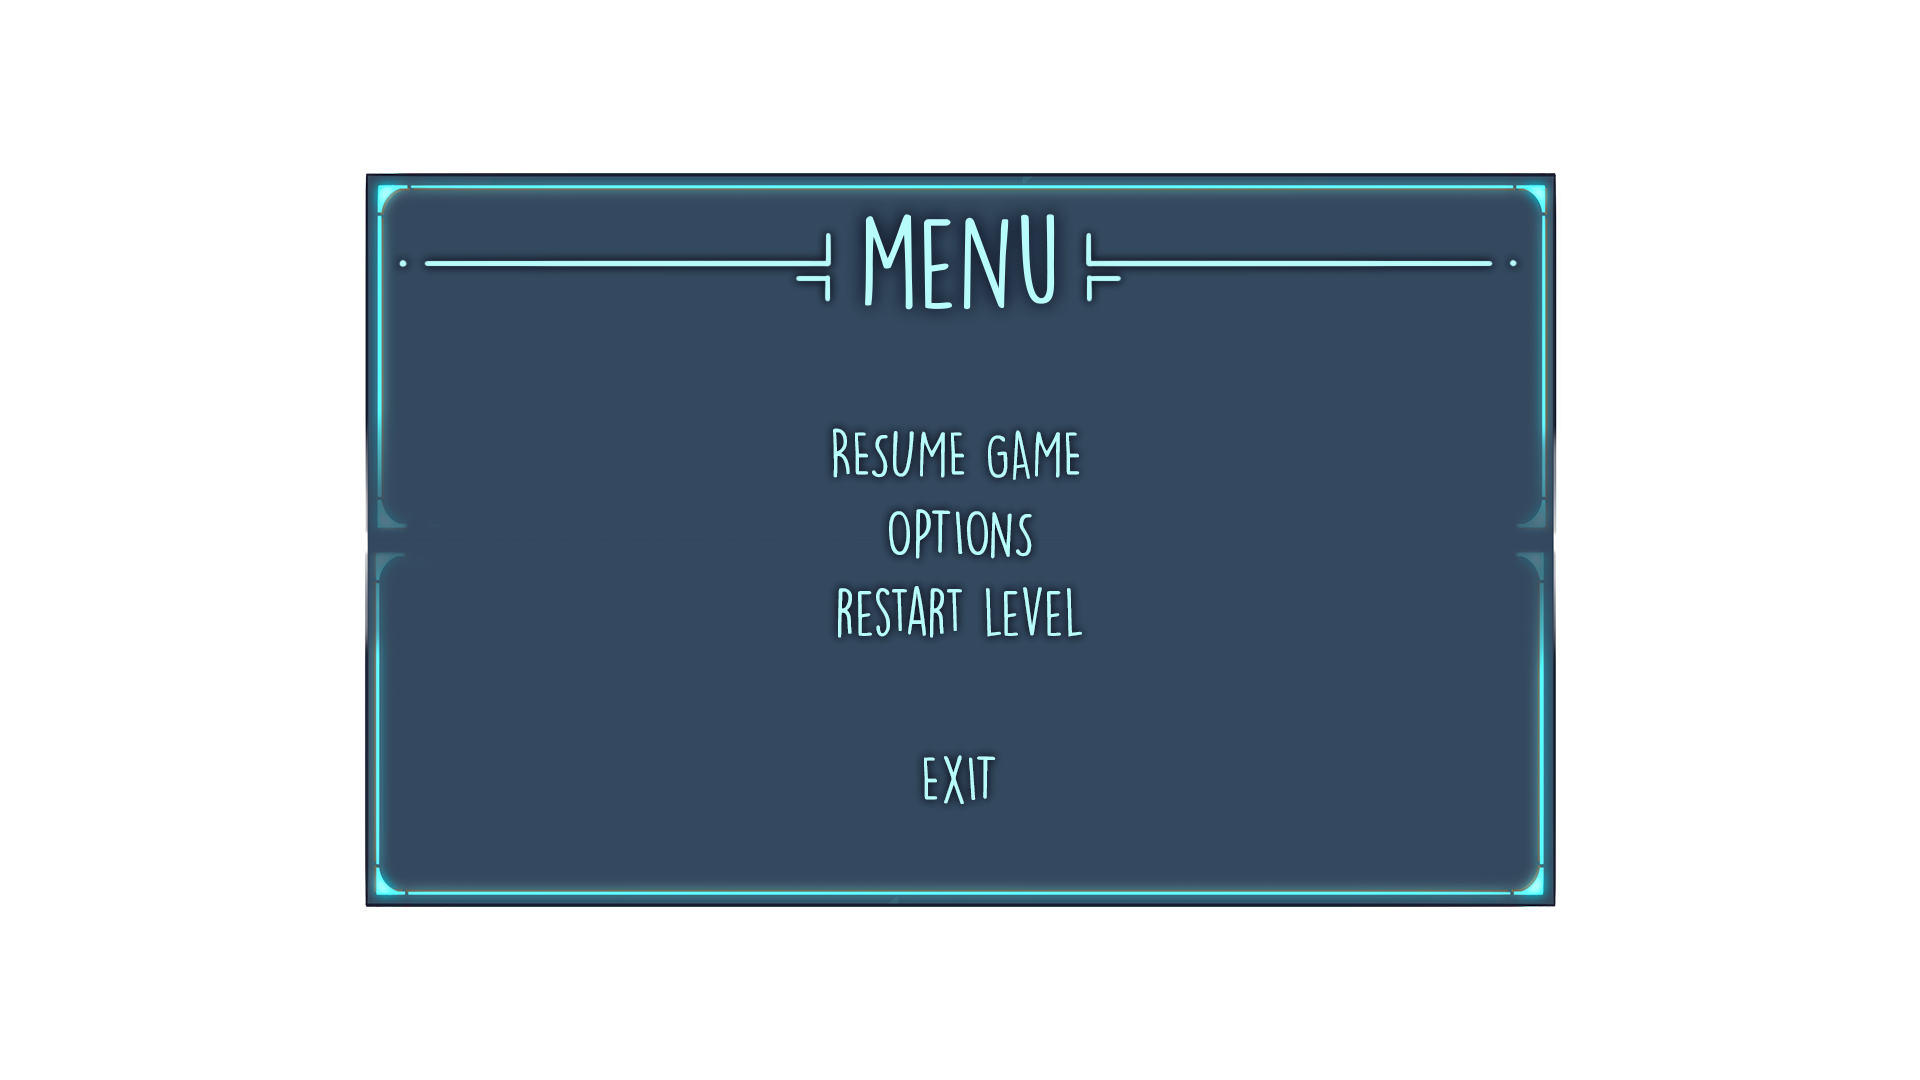 MENU
RESUME GAME
OPTIONS
RESTART LEVEL
EXIT